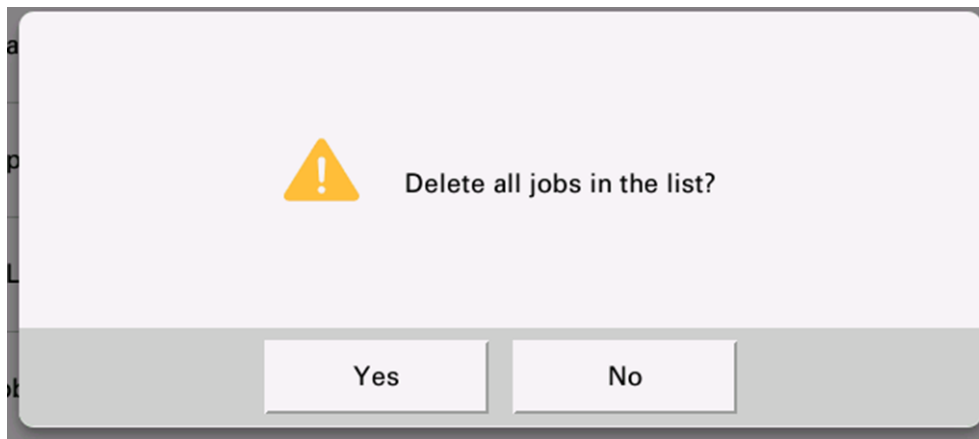 Delete all jobs in the list?
Yes No